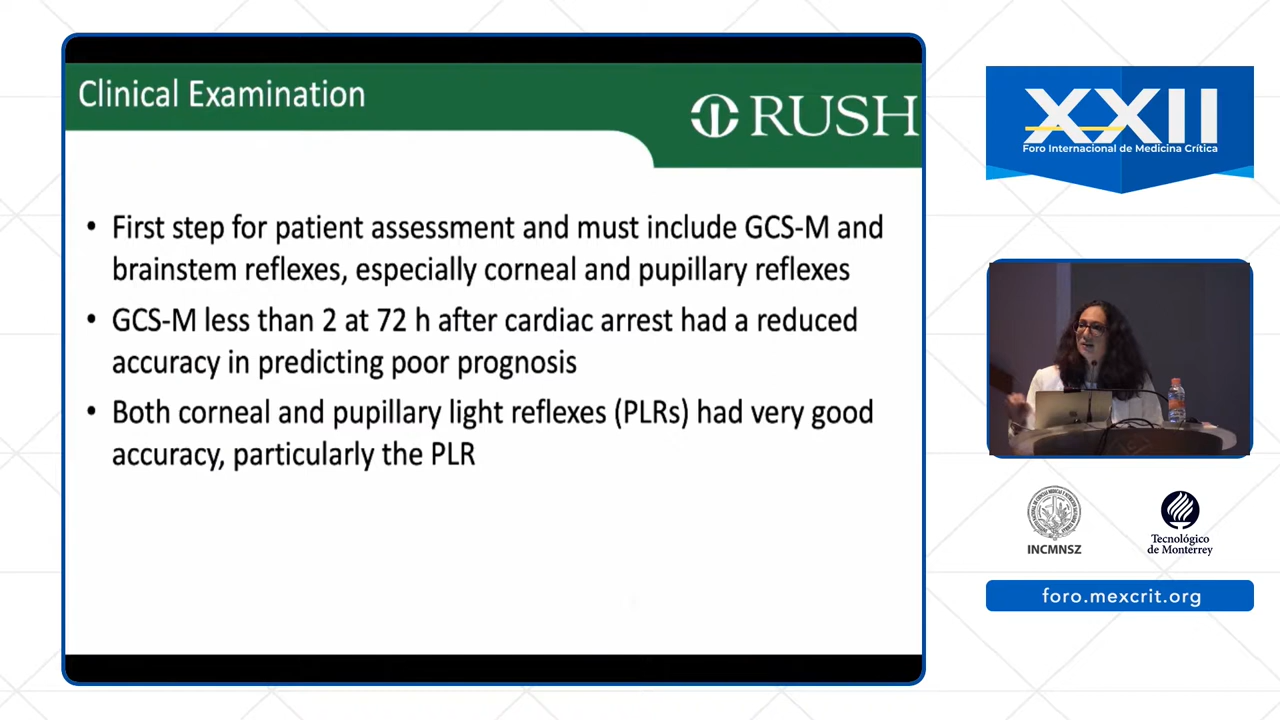 Clinical Examination
RUSH
• First step for patient assessment and must include GCS-M and
brainstem reflexes, especially corneal and pupillary reflexes
• GCS-M less than 2 at 72 h after cardiac arrest had a reduced
accuracy in predicting poor prognosis
• Both corneal and pupillary light reflexes (PLRs) had very good
accuracy, particularly the PLR
XXII
Foro Internacional de Medicina Crítica
INCMNSZ
Tecnológico
de Monterrey
foro.mexcrit.org